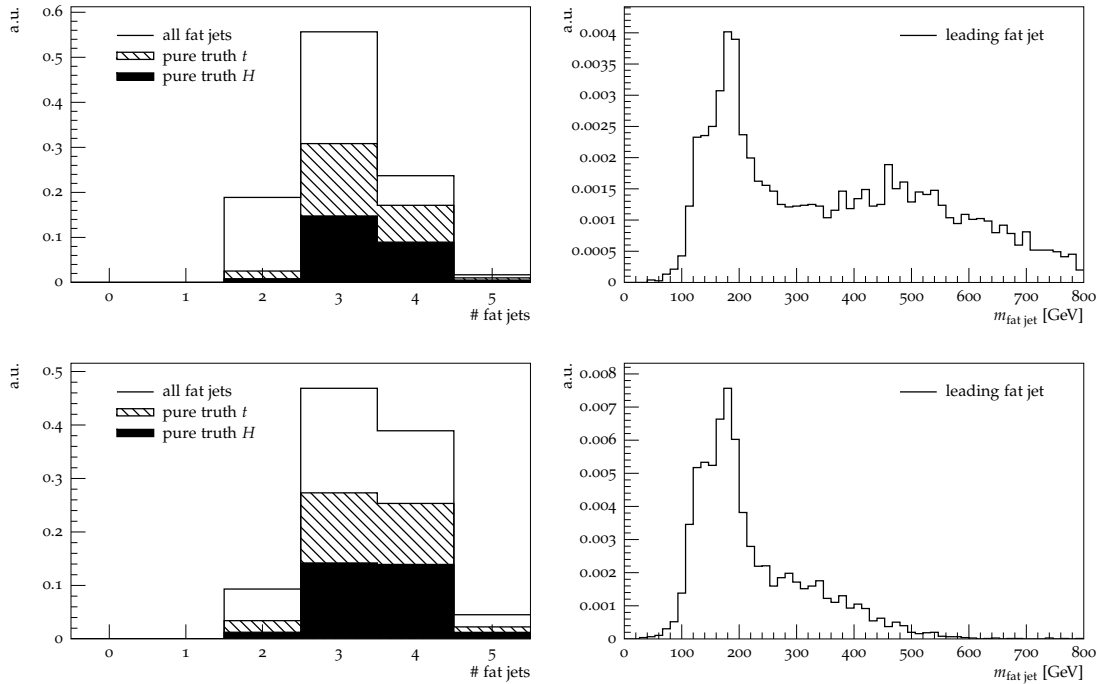 a.u.
0.6
0.5
0.4
0.3
0.2
0.1
0
all fat jets
pure truth t
pure truth H
0 1 2 3 4 5
# fat jets
a.u.
0.004
0.0035
0.003
0.0025
0.002
0.0015
0.001
0.0005
0
leading fat jet
0 100 200 300 400 500 600 700 800
m_fat jet [GeV]
a.u.
0.5
0.4
0.3
0.2
0.1
0
all fat jets
pure truth t
pure truth H
0 1 2 3 4 5
# fat jets
a.u.
0.008
0.007
0.006
0.005
0.004
0.003
0.002
0.001
0
leading fat jet
0 100 200 300 400 500 600 700 800
m_fat jet [GeV]